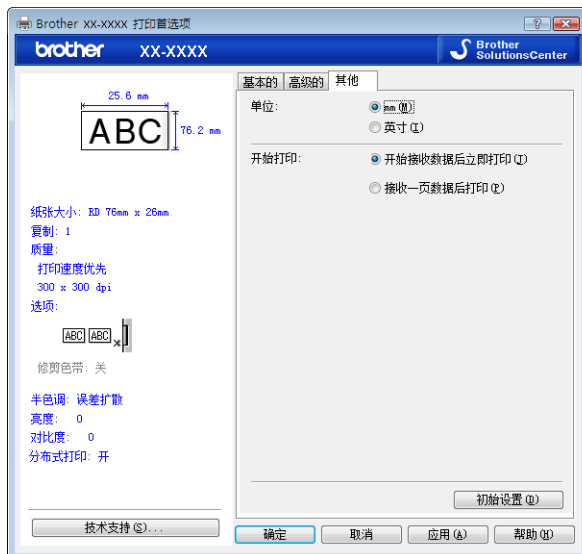 Brother XX-XXXX 打印首选项
brother XX-XXXX
Brother
SolutionsCenter
基本的 高级的 其他
25.6 mm
ABC
76.2 mm
纸张大小: RD 76mm x 26mm
复制: 1
质量:
打印速度优先
300 x 300 dpi
选项:
ABC ABC
修剪色带: 关
半色调: 误差扩散
亮度: 0
对比度: 0
分布式打印: 开
技术支持(S)...
单位:
mm(M)
英寸(I)
开始打印:
开始接收数据后立即打印(T)
接收一页数据后打印(P)
初始设置(D)
确定 取消 应用(A) 帮助(H)